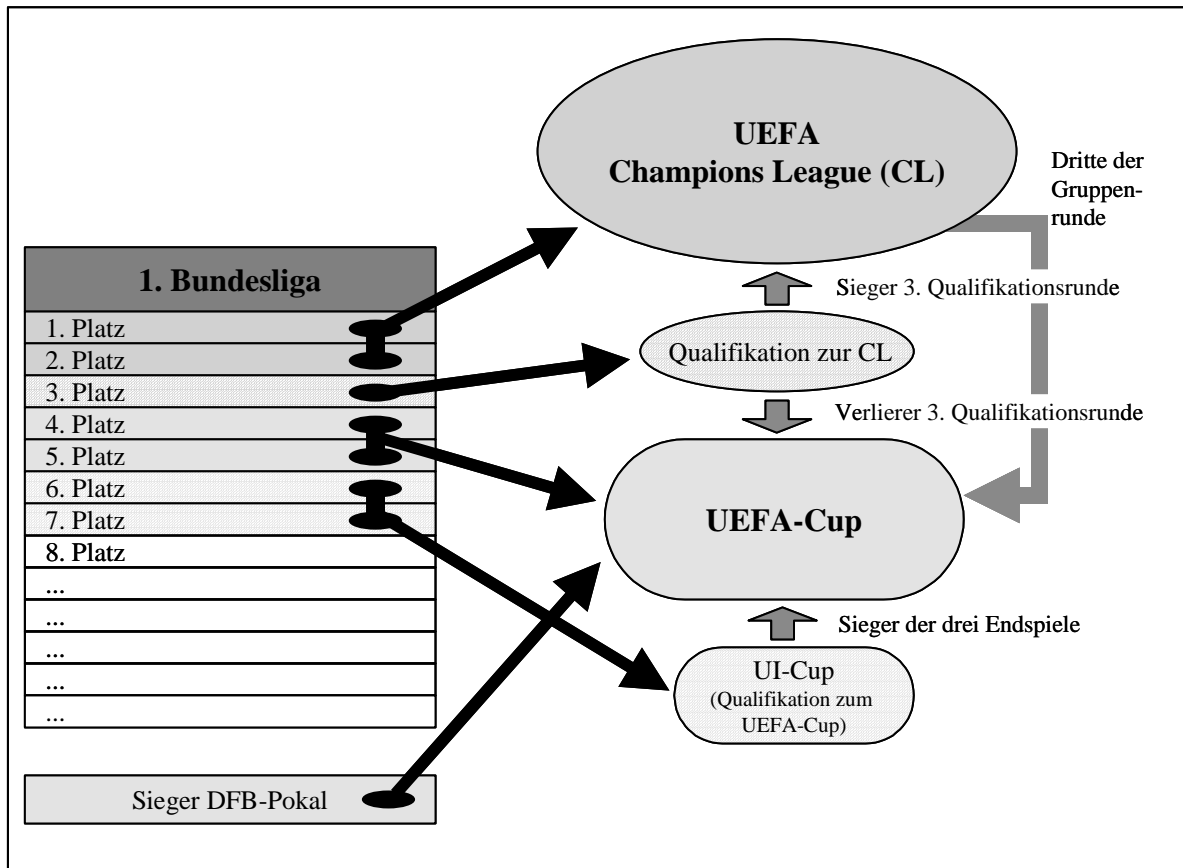 UEFA
Champions League (CL)
Dritte der
Gruppen-
runde
1. Bundesliga
Sieger 3. Qualifikationsrunde
1. Platz
2. Platz
Qualifikation zur CL
3. Platz
4. Platz
Verlierer 3. Qualifikationsrunde
5. Platz
6. Platz
7. Platz
UEFA-Cup
8. Platz
...
...
...
...
...
Sieger der drei Endspiele
UI-Cup
(Qualifikation zum
UEFA-Cup)
Sieger DFB-Pokal